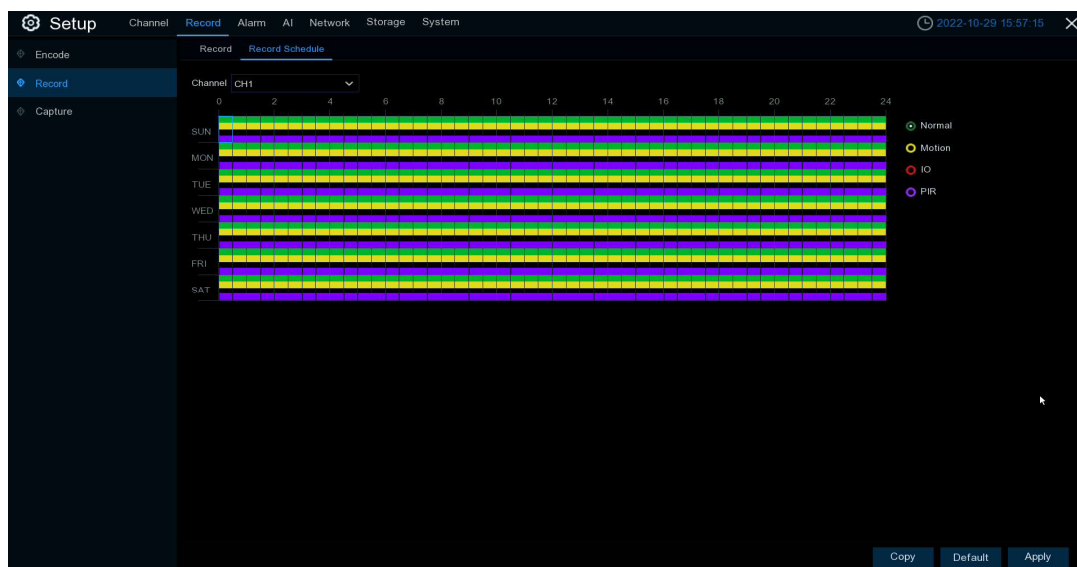 Setup Channel Record Alarm AI Network Storage System 2022-10-29 15:57:15
Encode
Record
Capture
Record Record Schedule
Channel CH1
0 2 4 6 8 10 12 14 16 18 20 22 24
SUN
MON
TUE
WED
THU
FRI
SAT
Normal
Motion
IO
PIR
Copy Default Apply